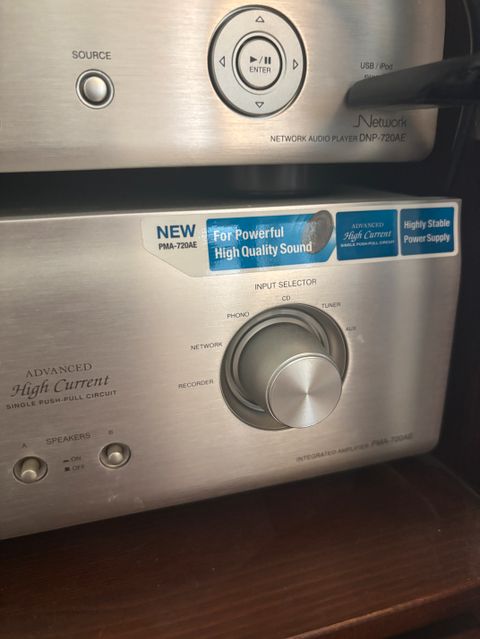 SOURCE
ENTER
USB / iPod
Network
NETWORK AUDIO PLAYER DNP-720AE
NEW
PMA-720AE
For Powerful
High Quality Sound
ADVANCED
High Current
SINGLE PUSH-PULL CIRCUIT
Highly Stable
Power Supply
INPUT SELECTOR
CD
PHONO
TUNER
AUX
NETWORK
RECORDER
ADVANCED
High Current
SINGLE PUSH-PULL CIRCUIT
A SPEAKERS B
ON
OFF
INTEGRATED AMPLIFIER PMA-720AE